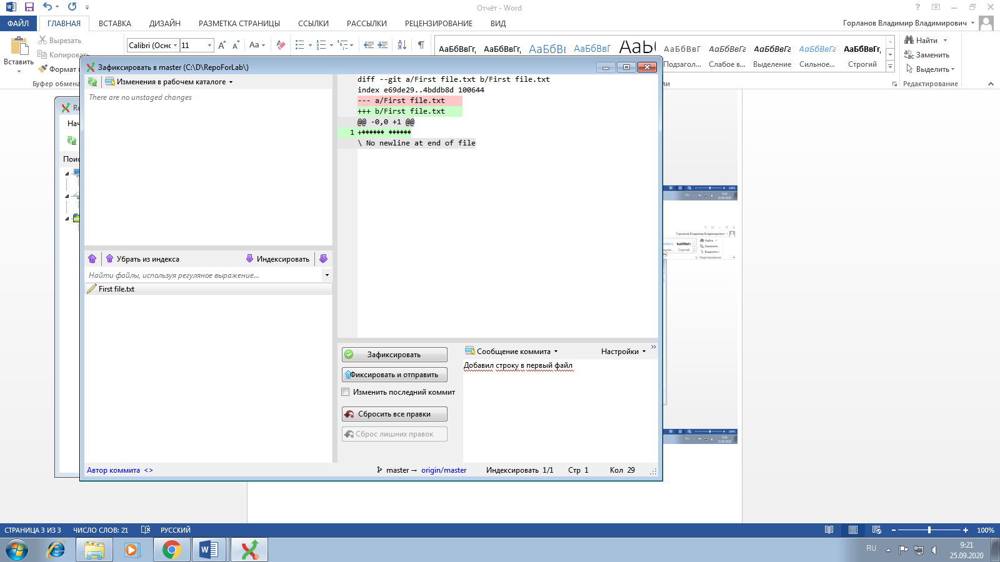 Отчёт - Word
ФАЙЛ ГЛАВНАЯ ВСТАВКА ДИЗАЙН РАЗМЕТКА СТРАНИЦЫ ССЫЛКИ РАССЫЛКИ РЕЦЕНЗИРОВАНИЕ ВИД
Горланов Владимир Владимирович
Вставить
Вырезать
Копировать
Формат
Буфер обмена
Calibri (Оснс 11
АаБбВвГг, АаБбВвГг, АаБбВі АаБбВвГ АаЫ АаБбВвГг АаБбВвГг АаБбВвГг АаБбВвГг АаБбВвГг,
Подзагол... Слабое в... Выделение Сильное... Строгий
Найти
Заменить
Выделить
Редактирование
Зафиксировать в master (C:\D\RepoForLab\)
Изменения в рабочем каталоге
There are no unstaged changes
diff --git a/First file.txt b/First file.txt
index e69de29..4bddb8d 100644
--- a/First file.txt
+++ b/First file.txt
@@ -0,0 +1 @@
1 +������ ������
\ No newline at end of file
Убрать из индекса Индексировать
Найти файлы, используя регуляное выражение...
First file.txt
Зафиксировать
Фиксировать и отправить
Изменить последний коммит
Сбросить все правки
Сброс лишних правок
Сообщение коммита Настройки
Добавил строку в первый файл
Автор коммита <> master → origin/master Индексировать 1/1 Стр 1 Кол 29
СТРАНИЦА 3 ИЗ 3 ЧИСЛО СЛОВ: 21 РУССКИЙ 100%
RU 9:21
25.09.2020